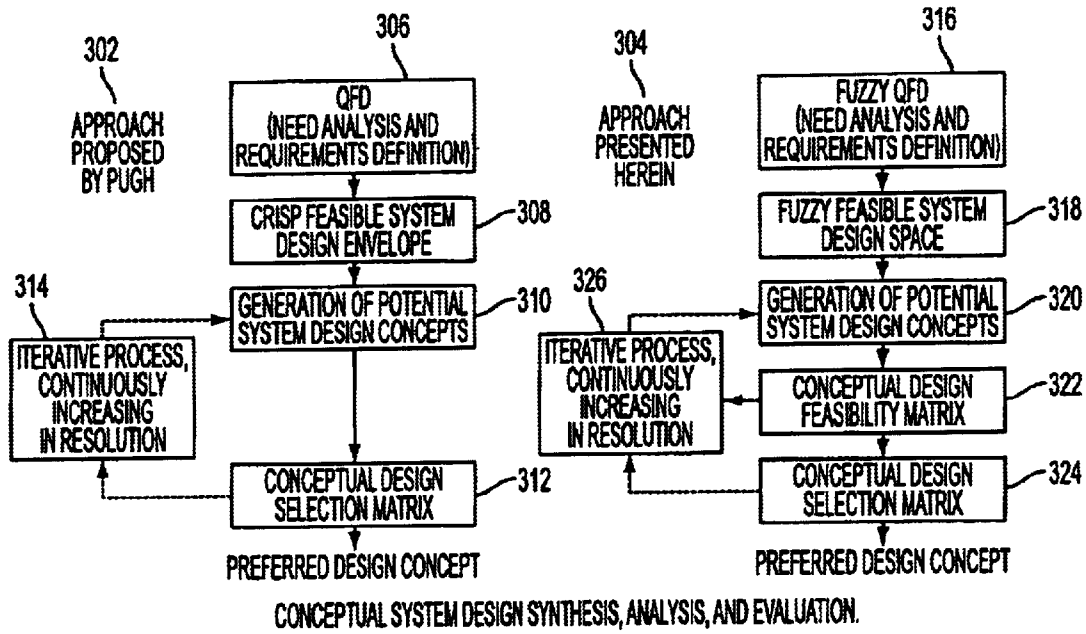 302
APPROACH
PROPOSED
BY PUGH
306
QFD
(NEED ANALYSIS AND
REQUIREMENTS DEFINITION)
CRISP FEASIBLE SYSTEM
DESIGN ENVELOPE
308
GENERATION OF POTENTIAL
SYSTEM DESIGN CONCEPTS
310
314
ITERATIVE PROCESS,
CONTINUOUSLY
INCREASING
IN RESOLUTION
CONCEPTUAL DESIGN
SELECTION MATRIX
312
PREFERRED DESIGN CONCEPT
304
APPROACH
PRESENTED
HEREIN
316
FUZZY QFD
(NEED ANALYSIS AND
REQUIREMENTS DEFINITION)
FUZZY FEASIBLE SYSTEM
DESIGN SPACE
318
GENERATION OF POTENTIAL
SYSTEM DESIGN CONCEPTS
320
326
ITERATIVE PROCESS,
CONTINUOUSLY
INCREASING
IN RESOLUTION
CONCEPTUAL DESIGN
FEASIBILITY MATRIX
322
CONCEPTUAL DESIGN
SELECTION MATRIX
324
PREFERRED DESIGN CONCEPT
CONCEPTUAL SYSTEM DESIGN SYNTHESIS, ANALYSIS, AND EVALUATION.